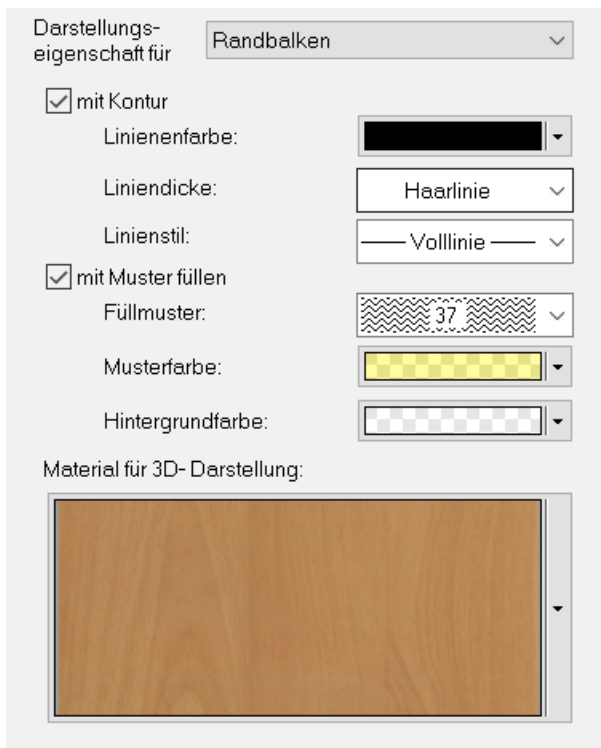 Darstellungs-
eigenschaft für
Randbalken
mit Kontur
Linienenfarbe:
Liniendicke:
Haarlinie
Linienstil:
Volllinie
mit Muster füllen
Füllmuster:
37
Musterfarbe:
Hintergrundfarbe:
Material für 3D- Darstellung: